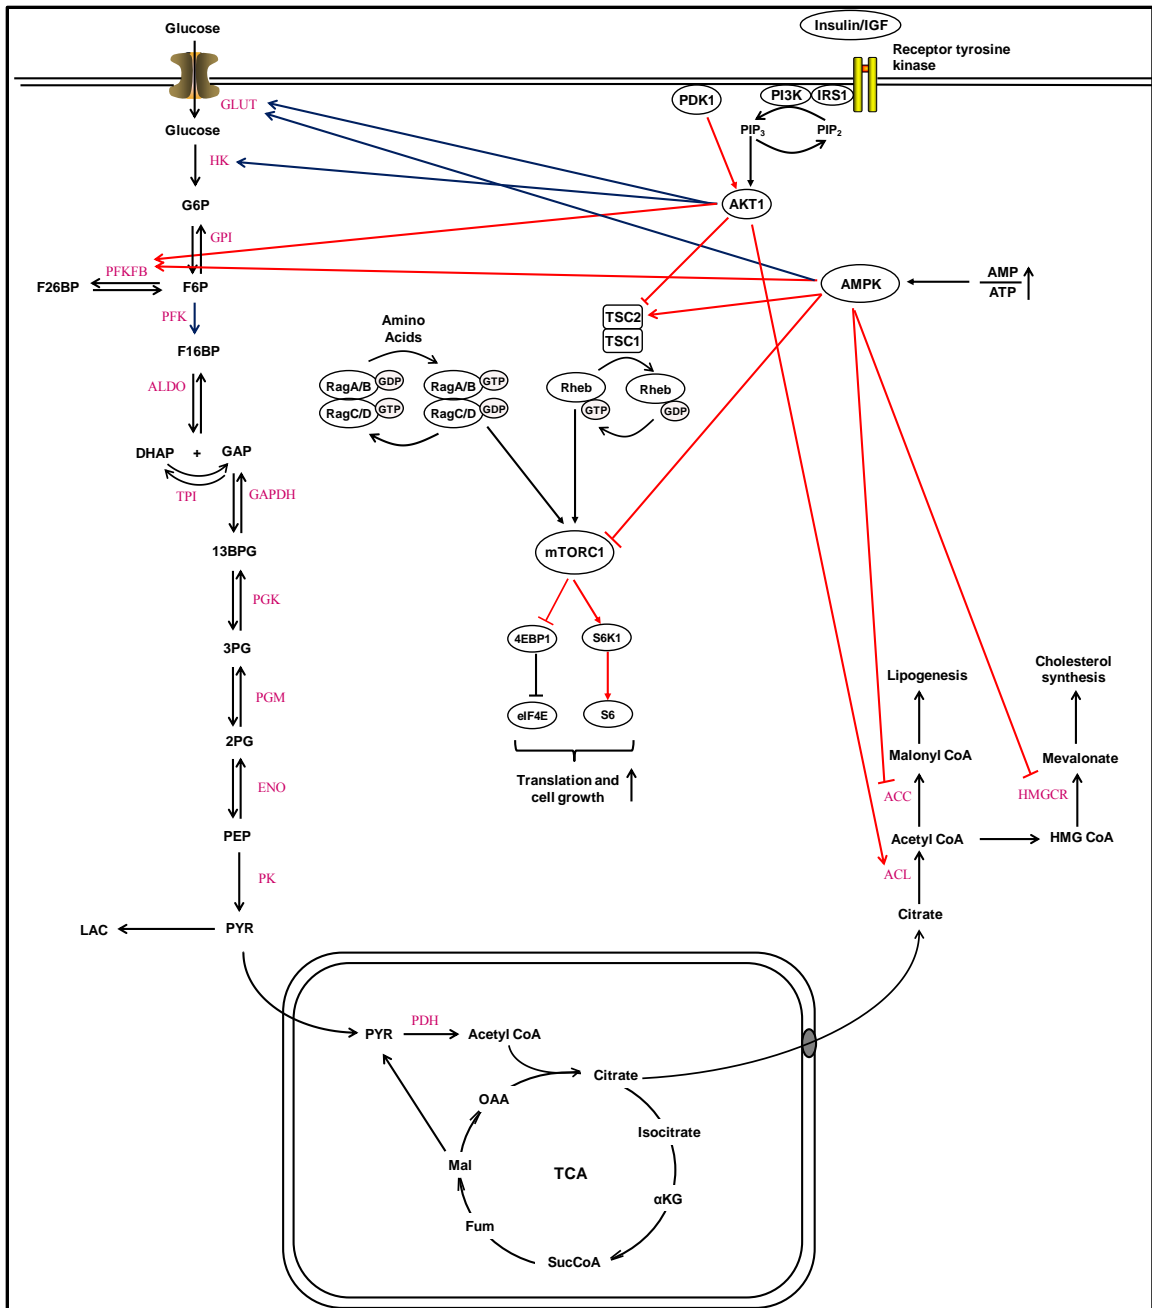 Glucose
Insulin/IGF
Receptor tyrosine
kinase
GLUT
Glucose
PDK1
PI3K
IRS1
PIP3
PIP2
HK
G6P
AKT1
GPI
PFKFB
F26BP
F6P
AMPK
AMP
ATP
PFK
F16BP
Amino
Acids
TSC2
TSC1
ALDO
RagA/B
GDP
RagC/D
GTP
RagA/B
GTP
RagC/D
GDP
Rheb
GTP
Rheb
GDP
DHAP
+
GAP
TPI
GAPDH
13BPG
mTORC1
PGK
3PG
4EBP1
S6K1
PGM
2PG
eIF4E
S6
Translation and
cell growth
ENO
PEP
PK
LAC
PYR
Lipogenesis
Cholesterol
synthesis
Malonyl CoA
Mevalonate
ACC
HMGCR
Acetyl CoA
HMG CoA
ACL
Citrate
PYR
PDH
Acetyl CoA
Citrate
OAA
Isocitrate
Mal
TCA
αKG
Fum
SucCoA